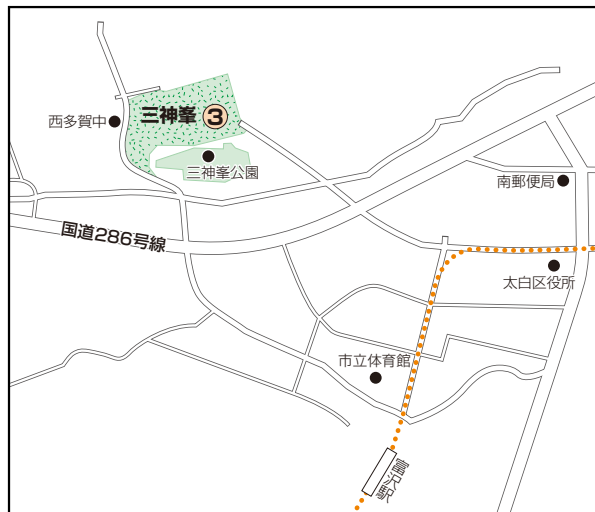 三神峯 3
西多賀中
三神峯公園
南郵便局
国道286号線
太白区役所
市立体育館
富沢駅